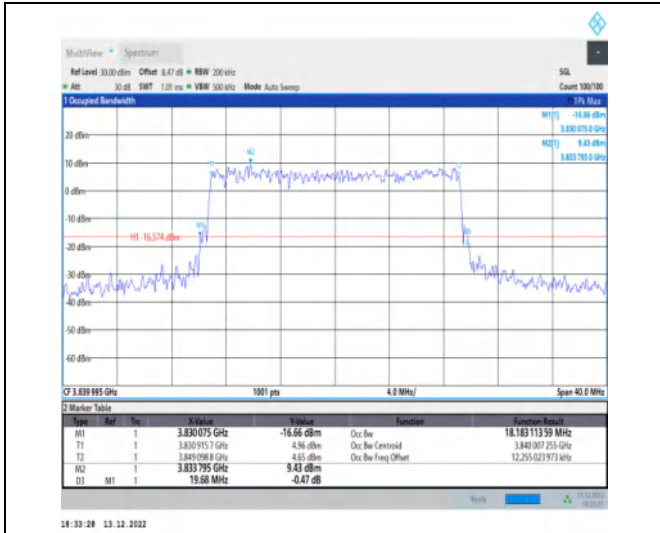 MultiView Spectrum
Ref Level 30.00 dBm Offset 8.47 dB RBW 200 kHz SGL
Att 30 dB SWT 1.01 ms VBW 500 kHz Mode Auto Sweep Count 100/100
1 Occupied Bandwidth 1Pk Max
M1[1] -16.66 dBm
3.830 075 0 GHz
M2[1] 9.43 dBm
3.833 795 0 GHz
20 dBm
10 dBm
0 dBm
-10 dBm
H1 -16.574 dBm
-20 dBm
-30 dBm
-40 dBm
-50 dBm
-60 dBm
M2
T1
M1
CF 3.839 995 GHz 1001 pts 4.0 MHz/ Span 40.0 MHz
2 Marker Table
Type Ref Trc X-Value Y-Value Function Function Result
M1 1 3.830075 GHz -16.66 dBm Occ Bw 18.183 113 59 MHz
T1 1 3.830 915 7 GHz 4.96 dBm Occ Bw Centroid 3.840 007 255 GHz
T2 1 3.849 098 8 GHz 4.65 dBm Occ Bw Freq Offset 12.255 023 973 kHz
M2 1 3.833795 GHz 9.43 dBm
D3 M1 1 19.68 MHz -0.47 dB
Ready
18:33:28 13.12.2022